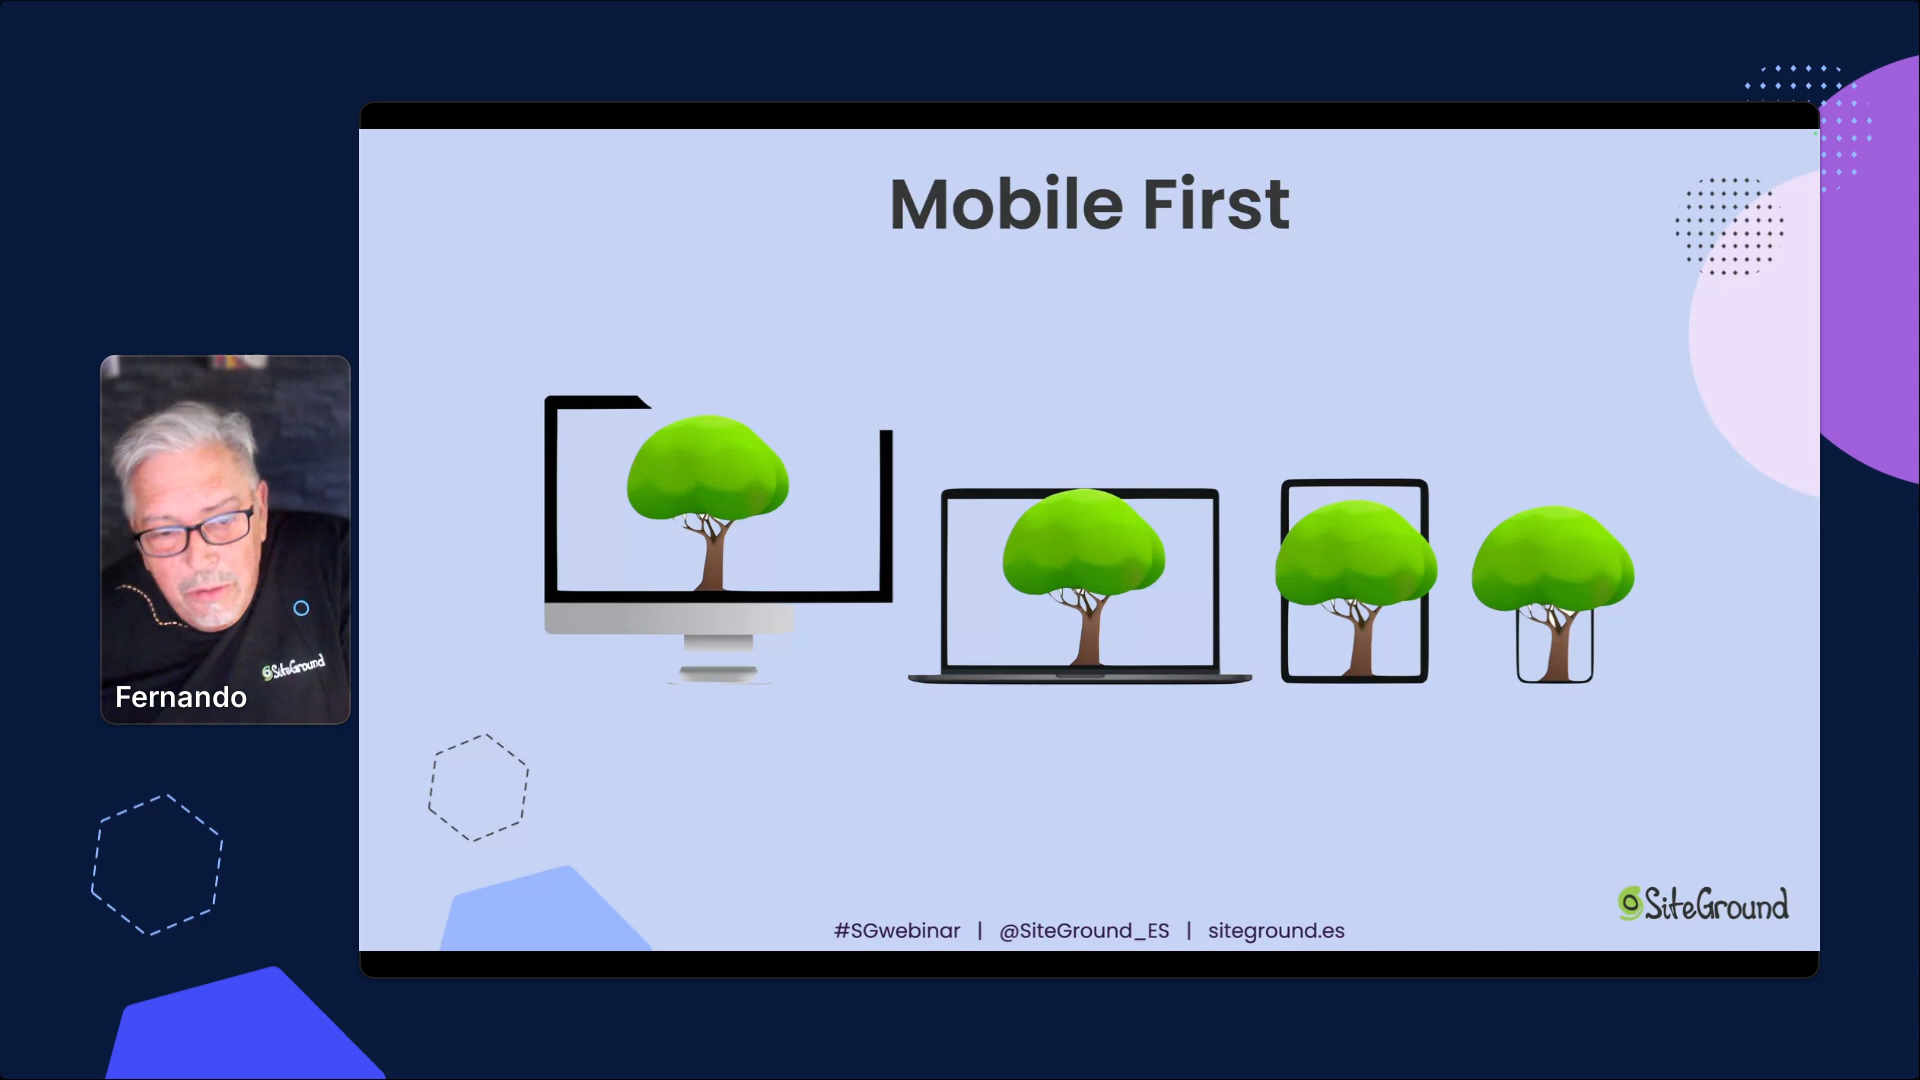 Mobile First
SiteGround
Fernando
SiteGround
#SGwebinar | @SiteGround_ES | siteground.es